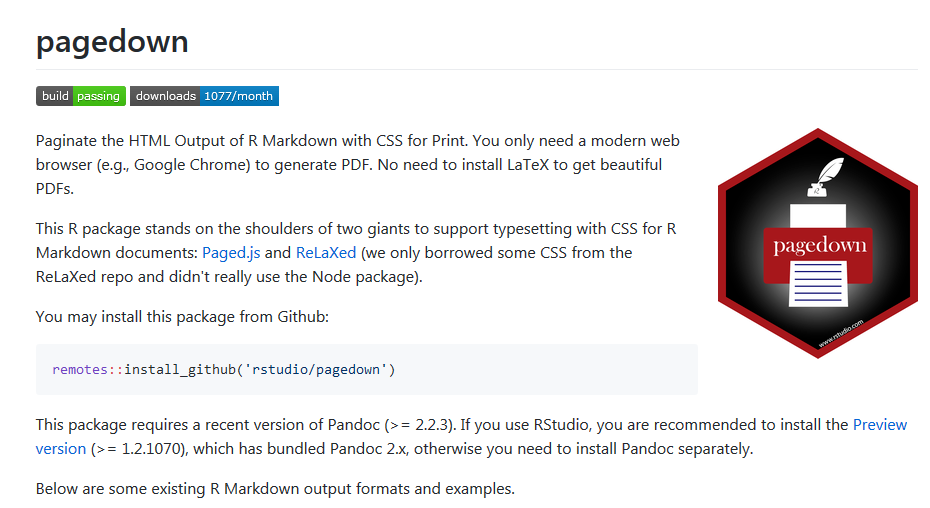 pagedown
build passing downloads 1077/month
Paginate the HTML Output of R Markdown with CSS for Print. You only need a modern web
browser (e.g., Google Chrome) to generate PDF. No need to install LaTeX to get beautiful
PDFs.
This R package stands on the shoulders of two giants to support typesetting with CSS for R
Markdown documents: Paged.js and ReLaXed (we only borrowed some CSS from the
ReLaXed repo and didn't really use the Node package).
You may install this package from Github:
remotes::install_github('rstudio/pagedown')
R
pagedown
www.rstudio.com
This package requires a recent version of Pandoc (>= 2.2.3). If you use RStudio, you are recommended to install the Preview
version (>= 1.2.1070), which has bundled Pandoc 2.x, otherwise you need to install Pandoc separately.
Below are some existing R Markdown output formats and examples.